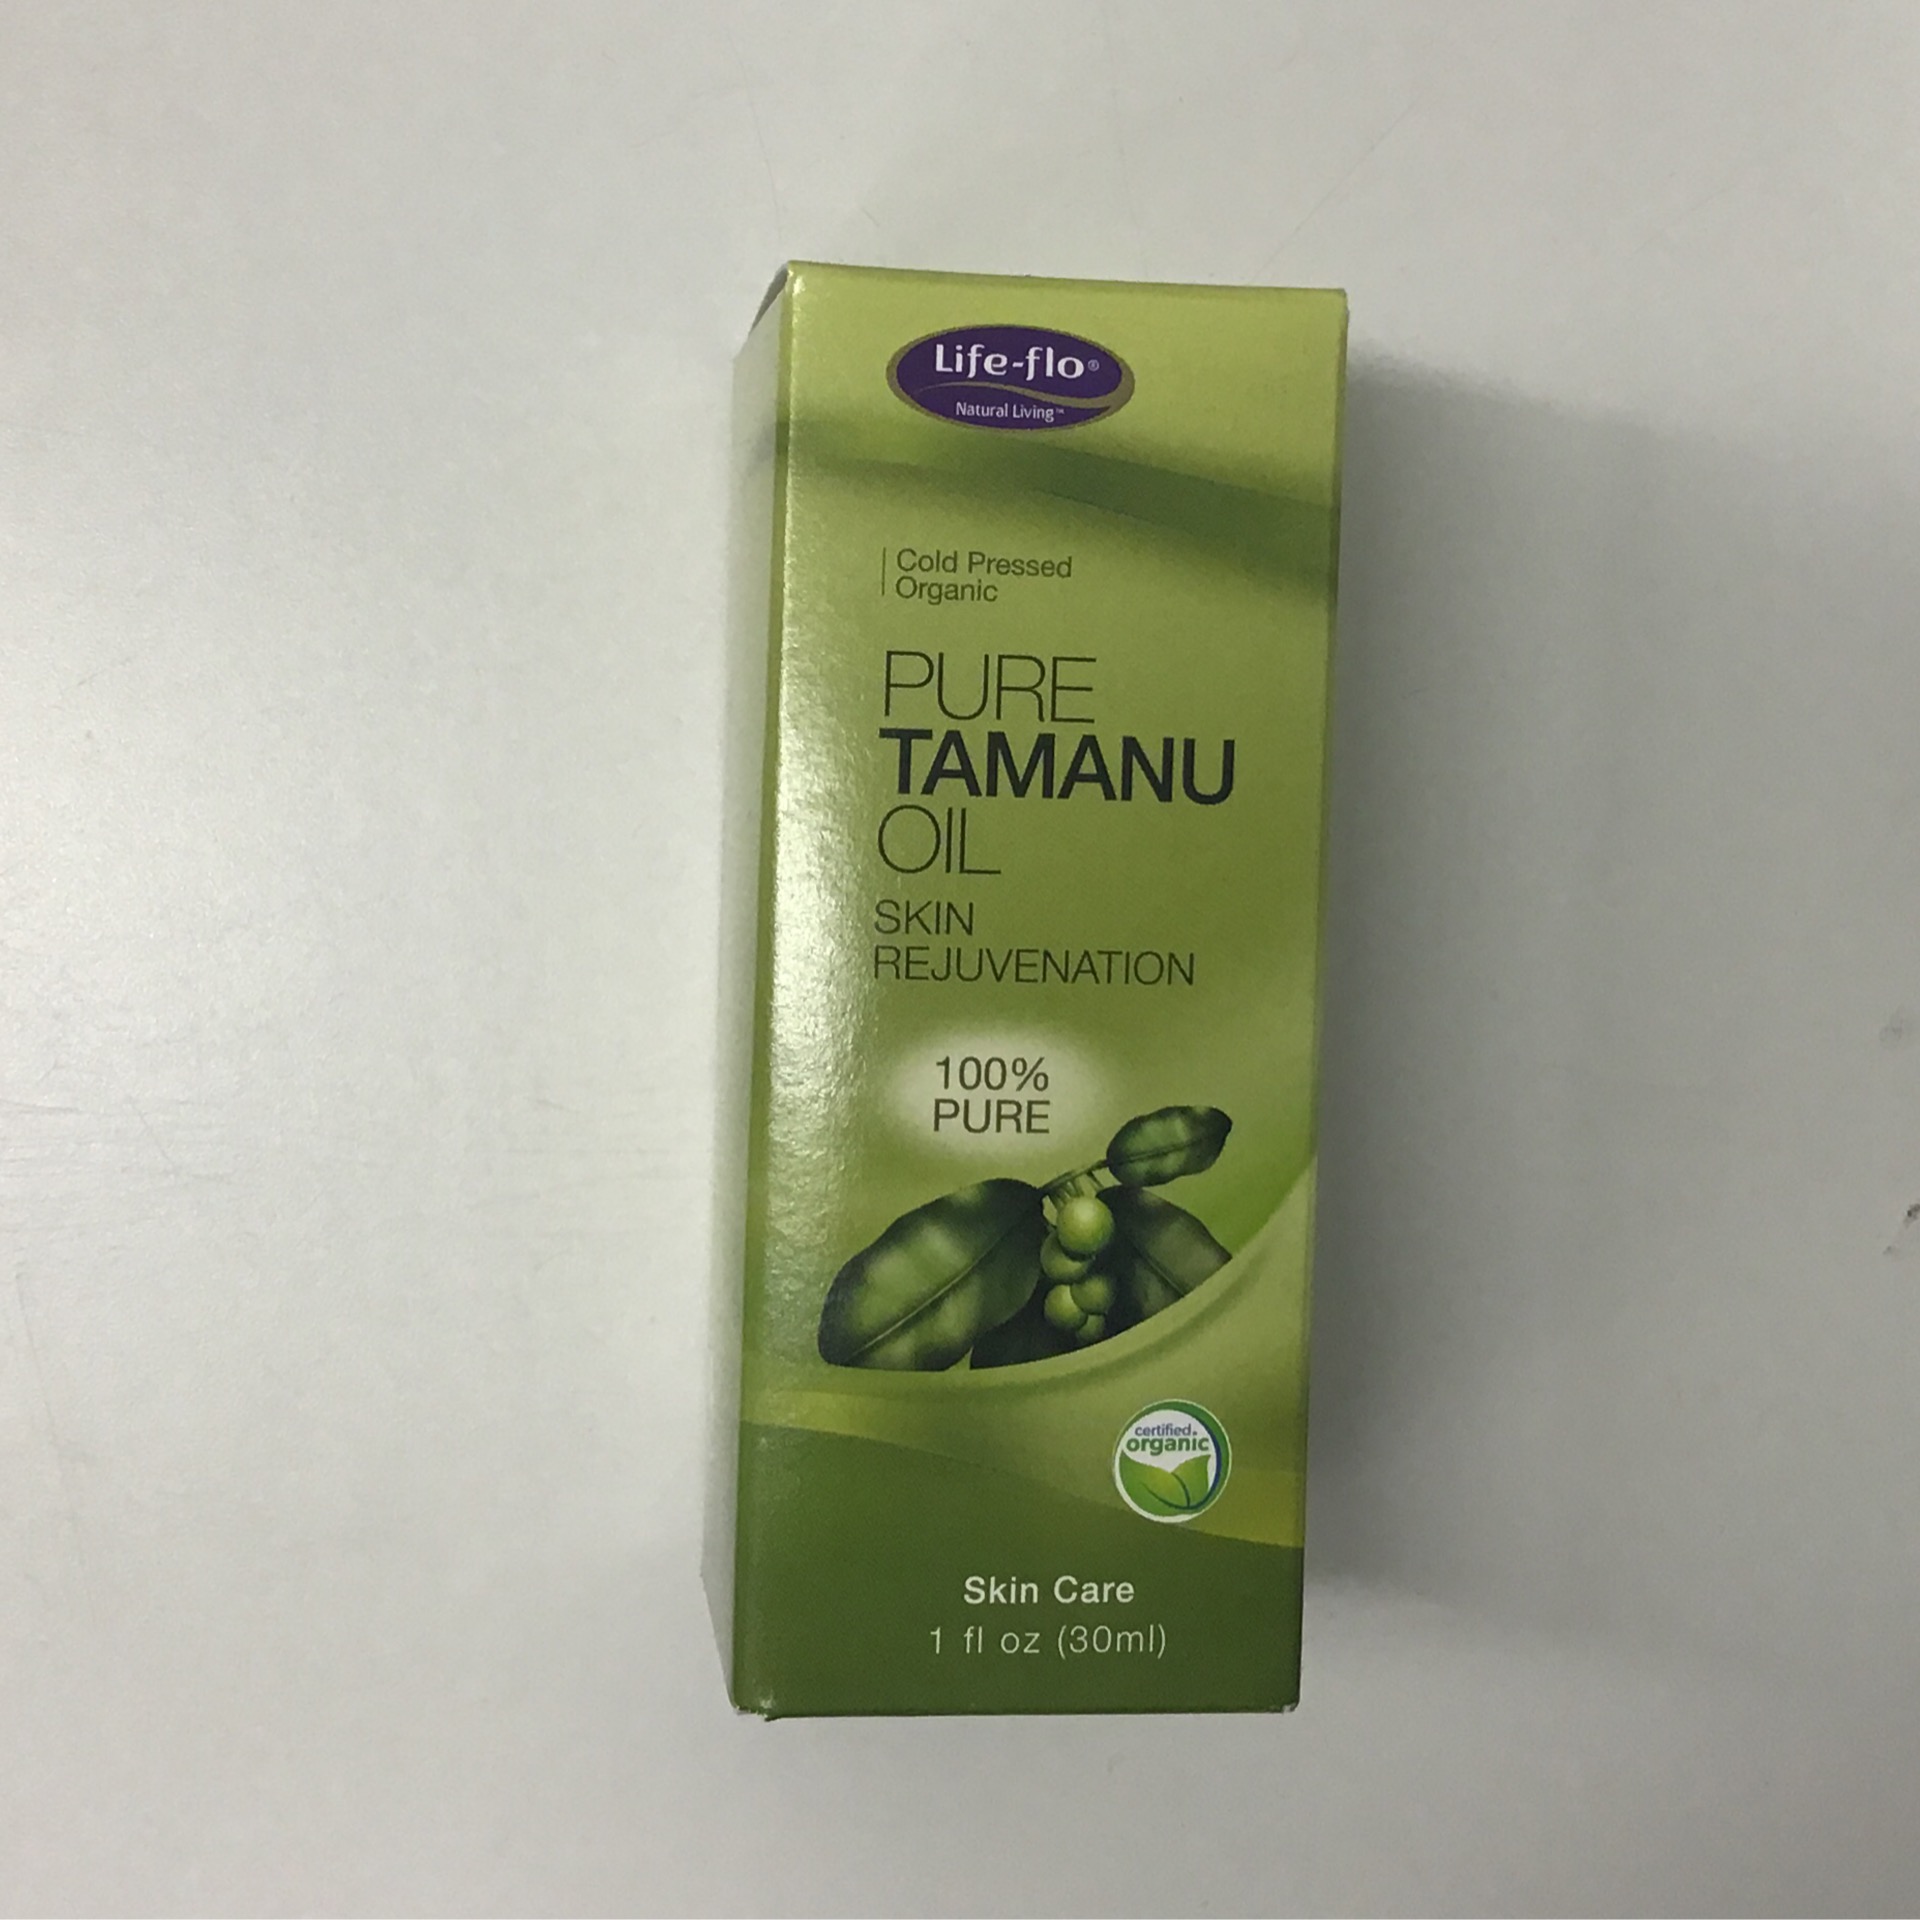 Life-flo®
Natural Living™
Cold Pressed
Organic
PURE
TAMANU
OIL
SKIN
REJUVENATION
100%
PURE
certified.
organic
Skin Care
1 fl oz (30ml)